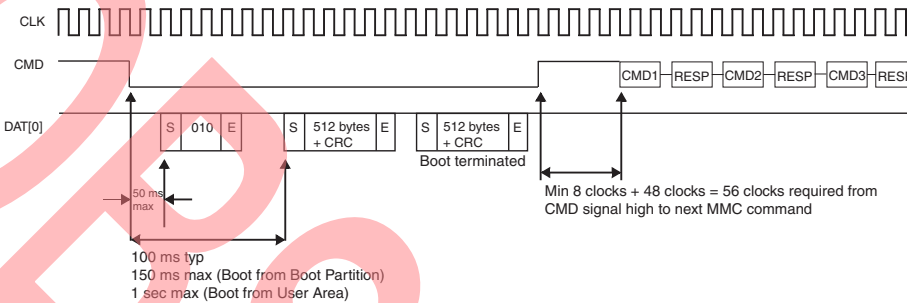 CLK
CMD
CMD1 RESP CMD2 RESP CMD3 RESP
DAT[0]
S 010 E S 512 bytes + CRC E S 512 bytes + CRC E
Boot terminated
50 ms
max
Min 8 clocks + 48 clocks = 56 clocks required from
CMD signal high to next MMC command
100 ms typ
150 ms max (Boot from Boot Partition)
1 sec max (Boot from User Area)